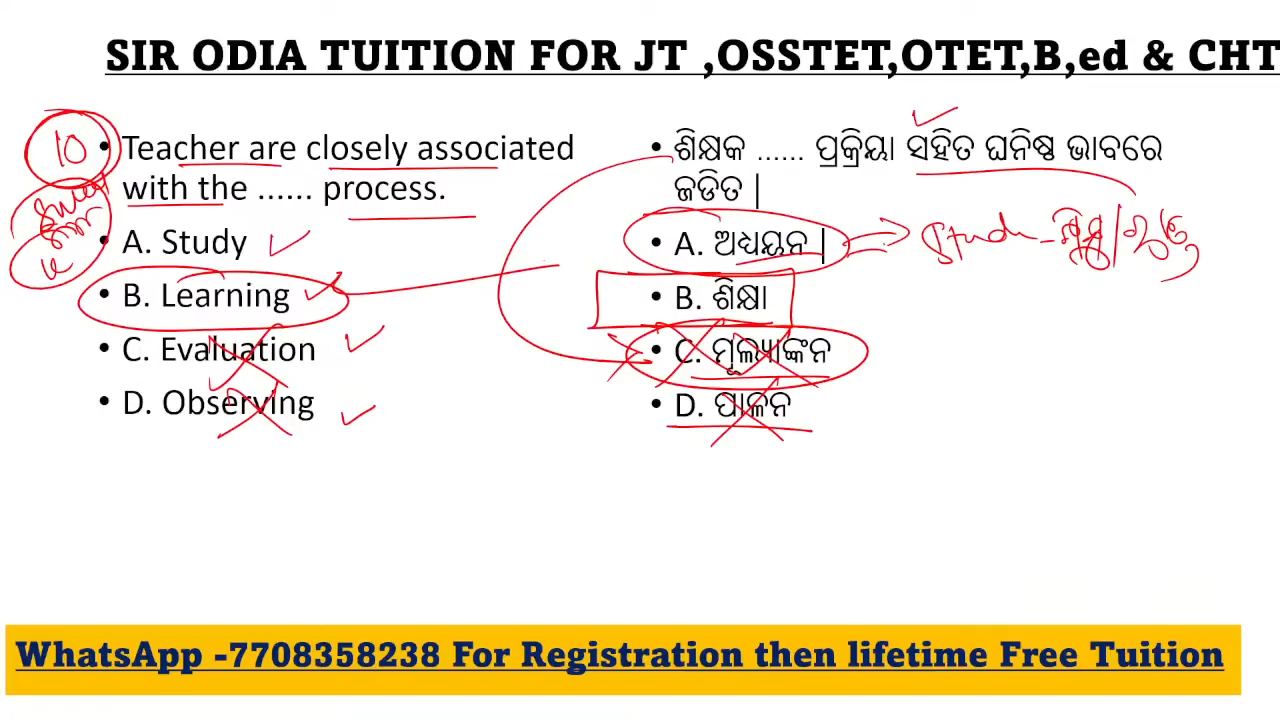 SIR ODIA TUITION FOR JT ,OSSTET,OTET,B,ed & CHT
10
• Teacher are closely associated
with the ...... process.
• A. Study
• B. Learning
• C. Evaluation
• D. Observing
• ଶିକ୍ଷକ ...... ପ୍ରକ୍ରିୟା ସହିତ ଘନିଷ୍ଠ ଭାବରେ
ଜଡିତ |
• A. ଅଧ୍ୟୟନ |
• B. ଶିକ୍ଷା
• C. ମୂଲ୍ୟାଙ୍କନ
• D. ପାଳନ
WhatsApp -7708358238 For Registration then lifetime Free Tuition